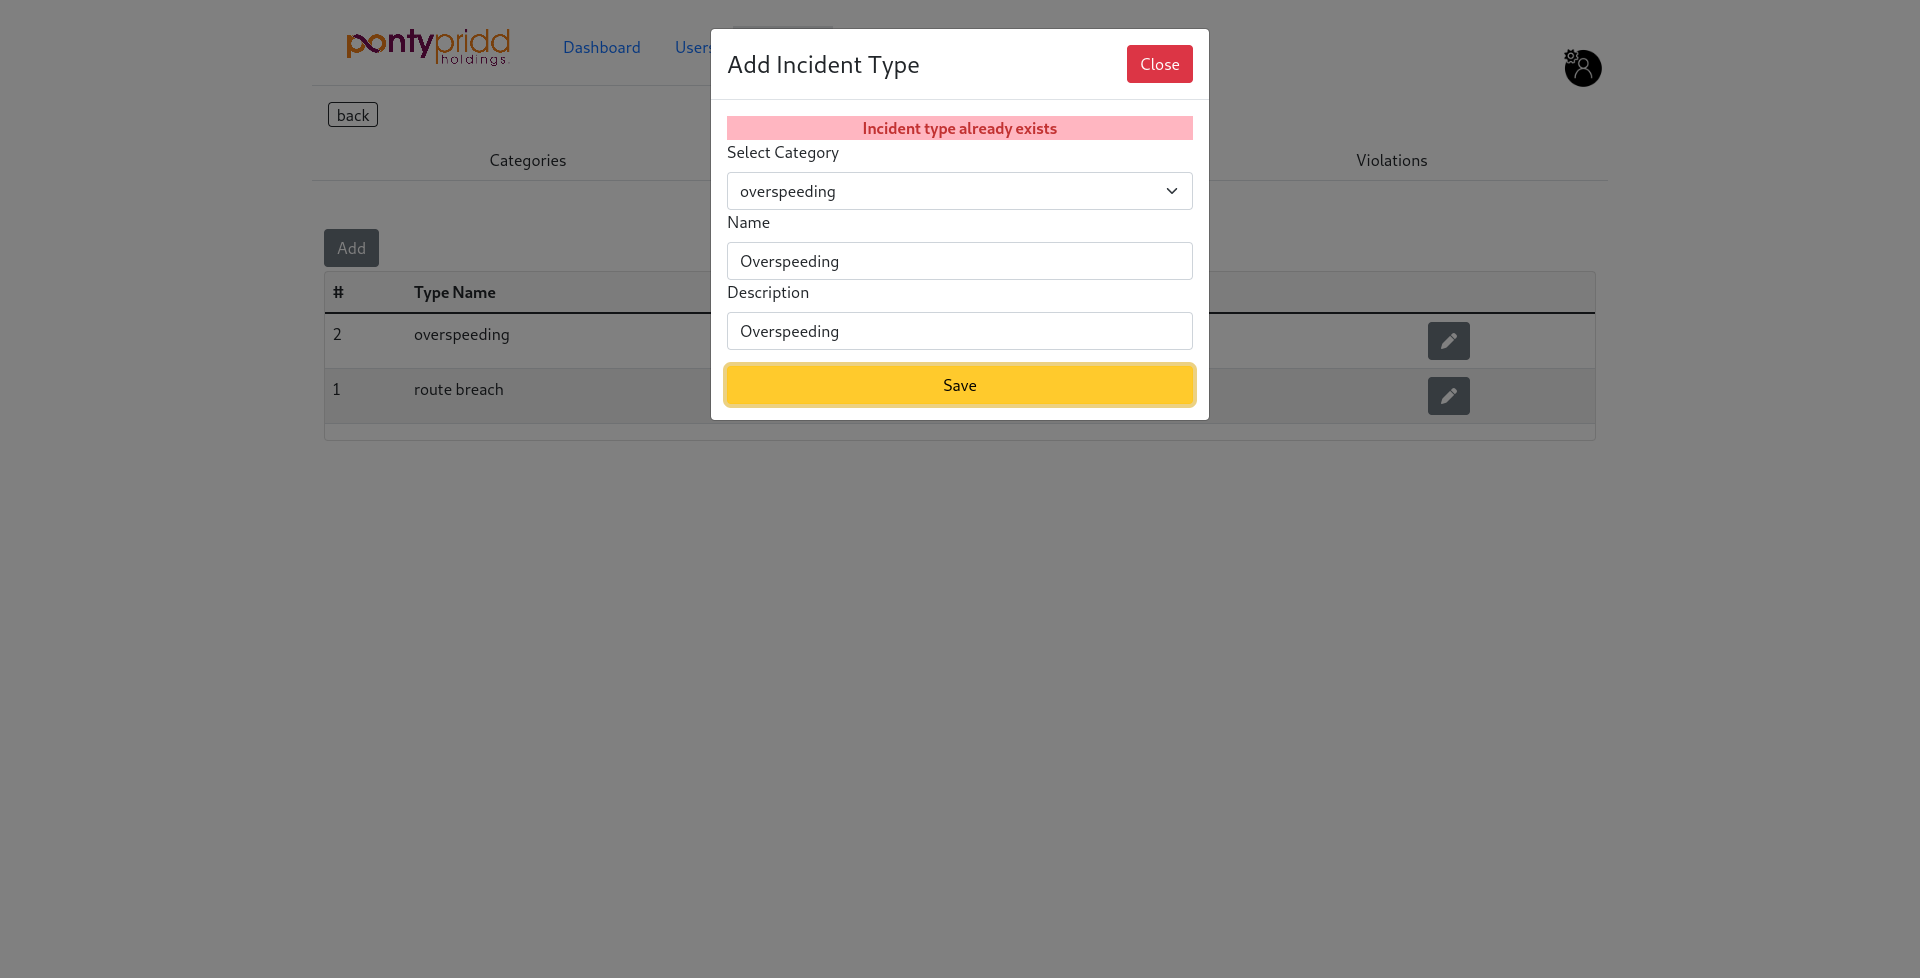 pontypridd
holdings
Dashboard
Users
Add Incident Type
Close
back
Incident type already exists
Select Category
Categories
Violations
overspeeding
Name
Add
Overspeeding
# Type Name
Description
2 overspeeding
Overspeeding
1 route breach
Save